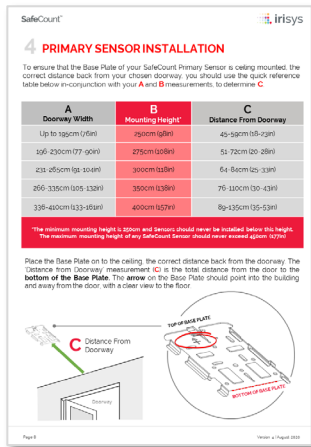 SafeCount™
irisys
4 PRIMARY SENSOR INSTALLATION
To ensure that the Base Plate of your SafeCount Primary Sensor is ceiling mounted, the
correct distance back from your chosen doorway, you should use the quick reference
table below in-conjunction with your A and B measurements, to determine C.
A B C
Doorway Width Mounting Height* Distance From Doorway
Up to 195cm (76in) 250cm (98in) 45-59cm (18-23in)
196-230cm (77-90in) 275cm (108in) 51-72cm (20-28in)
231-265cm (91-104in) 300cm (118in) 64-84cm (25-33in)
266-335cm (105-132in) 350cm (138in) 76-110cm (30-43in)
336-410cm (133-161in) 400cm (157in) 89-135cm (35-53in)
*The minimum mounting height is 250cm and Sensors should never be installed below this height.
The maximum mounting height of any SafeCount Sensor should never exceed 450cm (177in)
Place the Base Plate on to the ceiling, the correct distance back from the doorway. The
'Distance from Doorway' measurement (C) is the total distance from the door to the
bottom of the Base Plate. The arrow on the Base Plate should point into the building
and away from the door, with a clear view to the floor.
TOP OF BASE PLATE
C Distance From
Doorway
BOTTOM OF BASE PLATE
Doorway
Page 8
Version 4 / August 2020